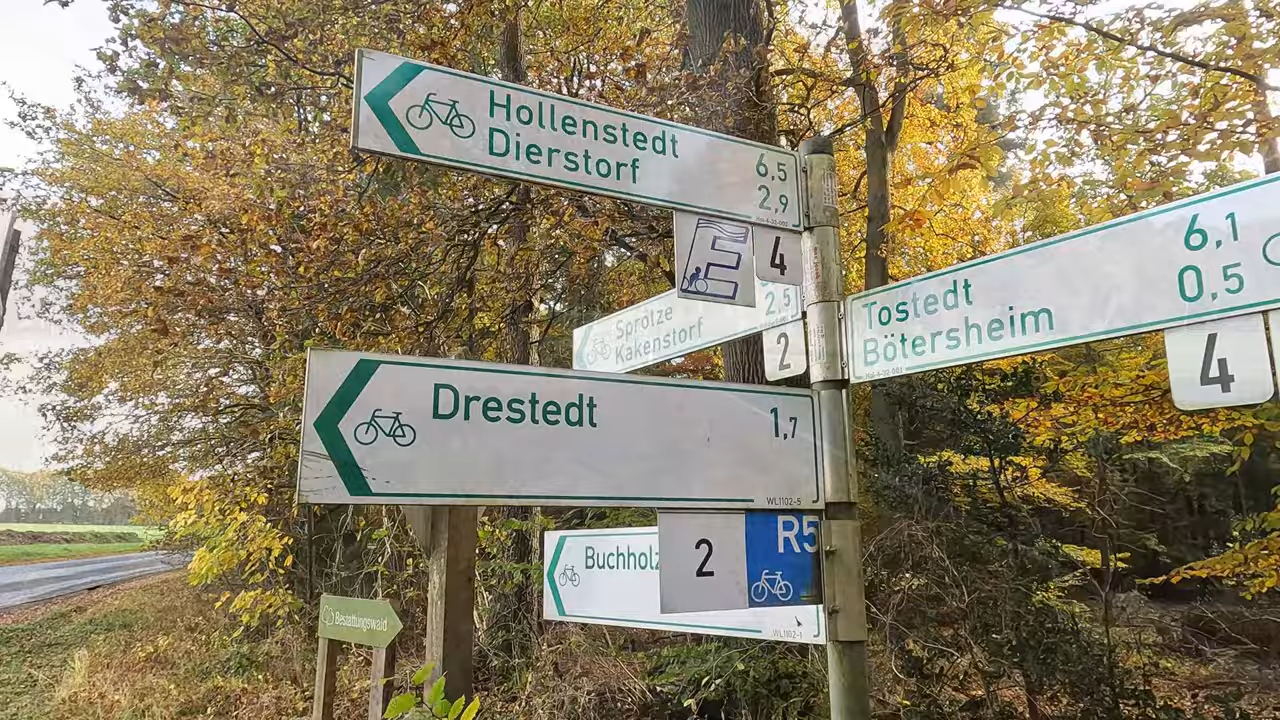 Hollenstedt 6,5
Dierstorf 2,9
E 4
Sprötze
Kakenstorf 2,5
2
Tostedt 6,1
Bötersheim 0,5
4
Drestedt 1,7
WL1102-5
Buchholz
2
R5
WL1102-1
Bestattungswald